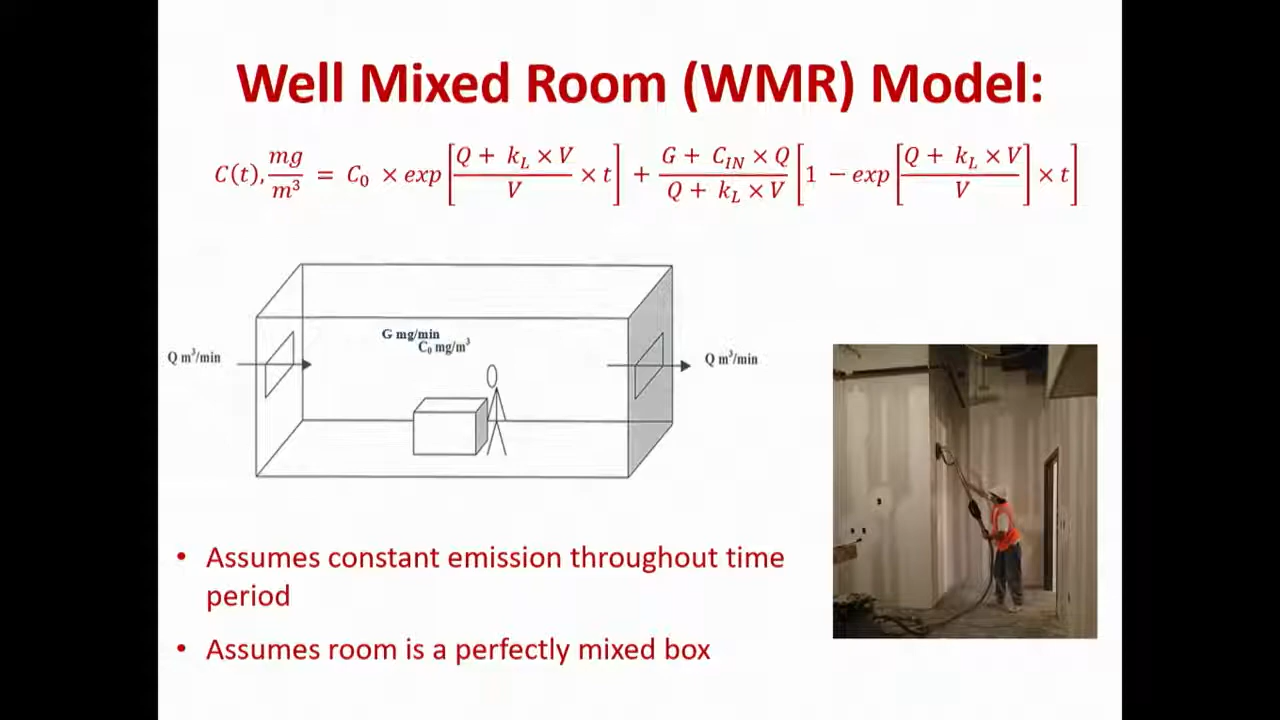 Well Mixed Room (WMR) Model:
C(t), mg/m³ = C₀ × exp[(Q + k_L × V)/V × t] + (G + C_IN × Q)/(Q + k_L × V) [1 − exp[(Q + k_L × V)/V] × t]
G mg/min
C₀ mg/m³
Q m³/min
Q m³/min
• Assumes constant emission throughout time
period
• Assumes room is a perfectly mixed box